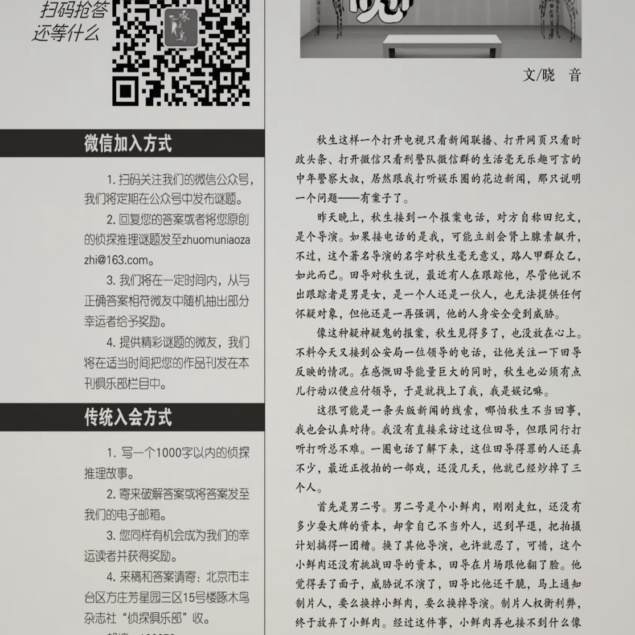 扫码抢答
还等什么
微信加入方式
1. 扫码关注我们的微信公众号，
我们将定期在公众号中发布谜题。
2. 回复您的答案或者将您原创
的侦探推理谜题发至zhuomuniaoza
zhi@163.com。
3. 我们将在一定时间内，从与
正确答案相符微友中随机抽出部分
幸运者给予奖励。
4. 提供精彩谜题的微友，我们
将在适当时间把您的作品刊发在本
刊俱乐部栏目中。
传统入会方式
1. 写一个1000字以内的侦探
推理故事。
2. 寄来破解答案或将答案发至
我们的电子邮箱。
3. 您同样有机会成为我们的幸
运读者并获得奖励。
4. 来稿和答案请寄：北京市丰
台区方庄芳星园三区15号楼啄木鸟
杂志社“侦探俱乐部”收。
文/晓　音
秋生这样一个打开电视只看新闻联播、打开网页只看时
政头条、打开微信只看刑警队微信群的生活毫无乐趣可言的
中年警察大叔，居然跟我打听娱乐圈的花边新闻，那只说明
一个问题——有案子了。
昨天晚上，秋生接到一个报案电话，对方自称田纪文，
是个导演。如果接电话的是我，可能立刻会肾上腺素飙升，
不过，这个著名导演的名字对秋生毫无意义，路人甲群众乙，
如此而已。田导对秋生说，最近有人在跟踪他，尽管他说不
出跟踪者是男是女，是一个人还是一伙人，也无法提供任何
怀疑对象，但他还是一再强调，他的人身安全受到威胁。
像这种疑神疑鬼的报案，秋生见得多了，也没放在心上。
不料今天又接到公安局一位领导的电话，让他关注一下田导
反映的情况。在感慨田导能量巨大的同时，秋生也必须有点
儿行动以便应付领导，于是就找上了我，我是娱记嘛。
这很可能是一条头版新闻的线索，哪怕秋生不当回事，
我也会认真对待。我没有直接采访过这位田导，但跟同行打
听打听总不难。一圈电话了解下来，这位田导得罪的人还真
不少，最近正投拍的一部戏，还没几天，他就已经炒掉了三
个人。
首先是男二号。男二号是个小鲜肉，刚刚走红，还没有
多少耍大牌的资本，却拿自己不当外人，迟到早退，把拍摄
计划搞得一团糟。换了其他导演，也许就忍了，可惜，这个
小鲜肉还没有挑战田导的资本，田导在片场跟他翻了脸。他
觉得丢了面子，威胁说不演了，田导比他还干脆，马上通知
制片人，要么换掉小鲜肉，要么换掉导演。制片人权衡利弊，
终于放弃了小鲜肉。经过这件事，小鲜肉再也接不到什么像